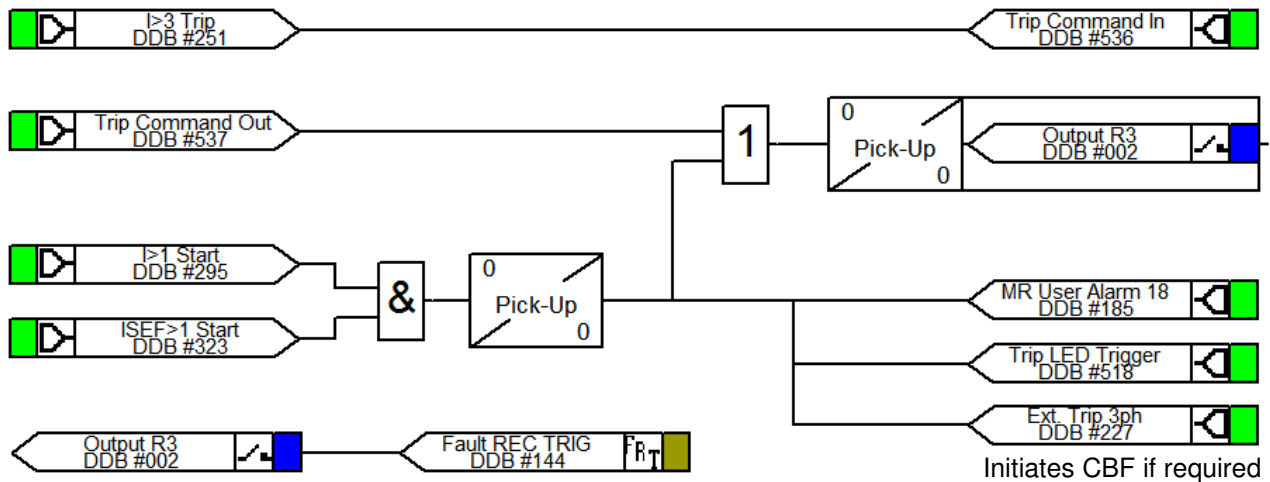 I>3 Trip
DDB #251
Trip Command In
DDB #536
Trip Command Out
DDB #537
1
0
Pick-Up
0
Output R3
DDB #002
I>1 Start
DDB #295
ISEF>1 Start
DDB #323
&
0
Pick-Up
0
MR User Alarm 18
DDB #185
Trip LED Trigger
DDB #518
Ext. Trip 3ph
DDB #227
Initiates CBF if required
Output R3
DDB #002
Fault REC TRIG
DDB #144
FRT